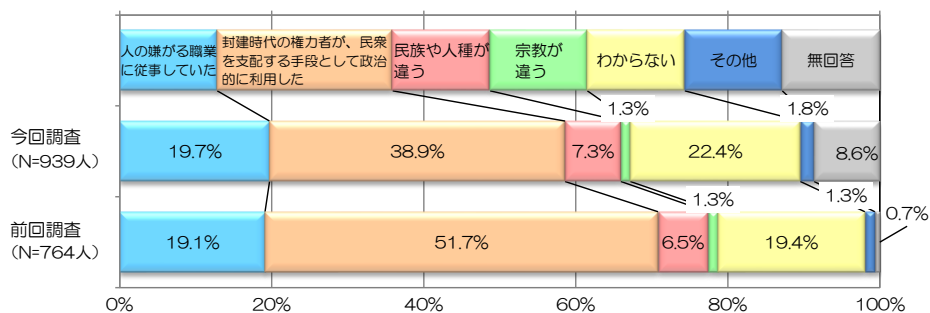 人の嫌がる職業
に従事していた
封建時代の権力者が、民衆
を支配する手段として政治
的に利用した
民族や人種が
違う
宗教が
違う
わからない
その他
無回答
1.3%
1.8%
今回調査
（N=939人）
19.7%
38.9%
7.3%
22.4%
8.6%
1.3%
1.3%
0.7%
前回調査
（N=764人）
19.1%
51.7%
6.5%
19.4%
0%
20%
40%
60%
80%
100%